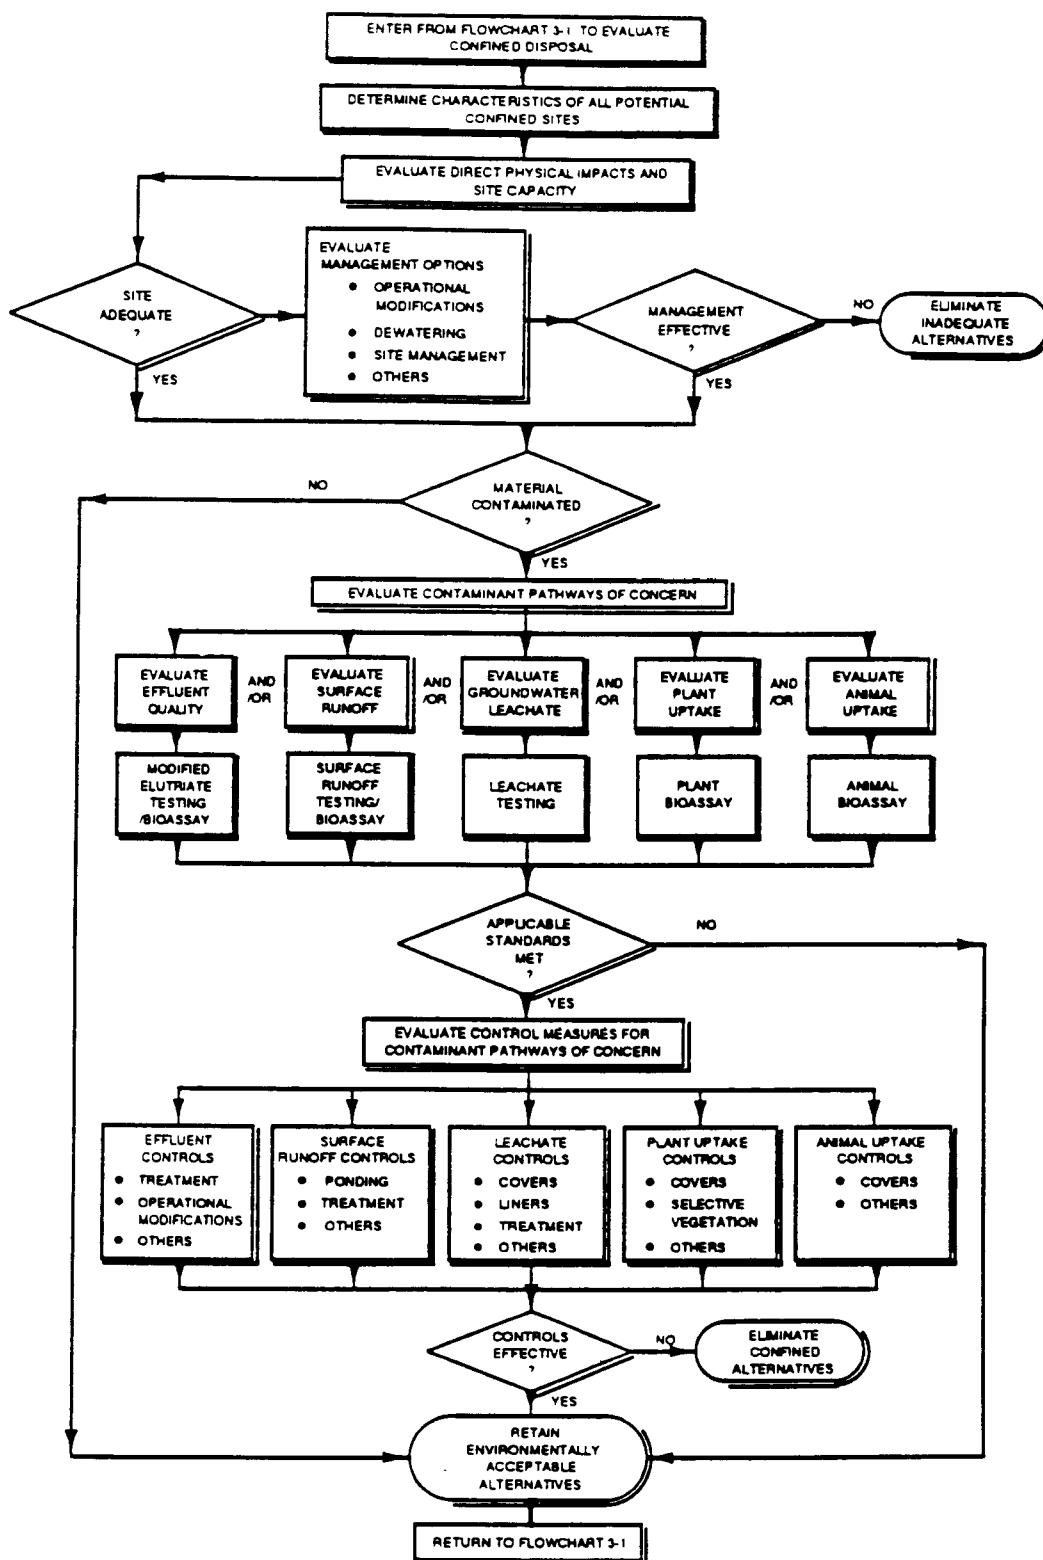 ENTER FROM FLOWCHART 3-1 TO EVALUATE
CONFINED DISPOSAL
DETERMINE CHARACTERISTICS OF ALL POTENTIAL
CONFINED SITES
EVALUATE DIRECT PHYSICAL IMPACTS AND
SITE CAPACITY
SITE
ADEQUATE
?
YES
EVALUATE
MANAGEMENT OPTIONS
● OPERATIONAL
MODIFICATIONS
● DEWATERING
● SITE MANAGEMENT
● OTHERS
MANAGEMENT
EFFECTIVE
?
YES
NO
ELIMINATE
INADEQUATE
ALTERNATIVES
MATERIAL
CONTAMINATED
?
NO
YES
EVALUATE CONTAMINANT PATHWAYS OF CONCERN
EVALUATE
EFFLUENT
QUALITY
AND
/OR
EVALUATE
SURFACE
RUNOFF
AND
/OR
EVALUATE
GROUNDWATER
LEACHATE
AND
/OR
EVALUATE
PLANT
UPTAKE
AND
/OR
EVALUATE
ANIMAL
UPTAKE
MODIFIED
ELUTRIATE
TESTING
/BIOASSAY
SURFACE
RUNOFF
TESTING/
BIOASSAY
LEACHATE
TESTING
PLANT
BIOASSAY
ANIMAL
BIOASSAY
APPLICABLE
STANDARDS
MET
?
NO
YES
EVALUATE CONTROL MEASURES FOR
CONTAMINANT PATHWAYS OF CONCERN
EFFLUENT
CONTROLS
● TREATMENT
● OPERATIONAL
MODIFICATIONS
● OTHERS
SURFACE
RUNOFF CONTROLS
● PONDING
● TREATMENT
● OTHERS
LEACHATE
CONTROLS
● COVERS
● LINERS
● TREATMENT
● OTHERS
PLANT UPTAKE
CONTROLS
● COVERS
● SELECTIVE
VEGETATION
● OTHERS
ANIMAL UPTAKE
CONTROLS
● COVERS
● OTHERS
CONTROLS
EFFECTIVE
?
NO
YES
ELIMINATE
CONFINED
ALTERNATIVES
RETAIN
ENVIRONMENTALLY
ACCEPTABLE
ALTERNATIVES
RETURN TO FLOWCHART 3-1